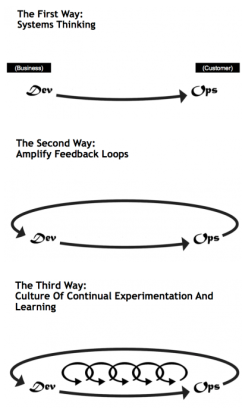 The First Way:
Systems Thinking
(Business) (Customer)
Dev Ops
The Second Way:
Amplify Feedback Loops
Dev Ops
The Third Way:
Culture Of Continual Experimentation And
Learning
Dev Ops